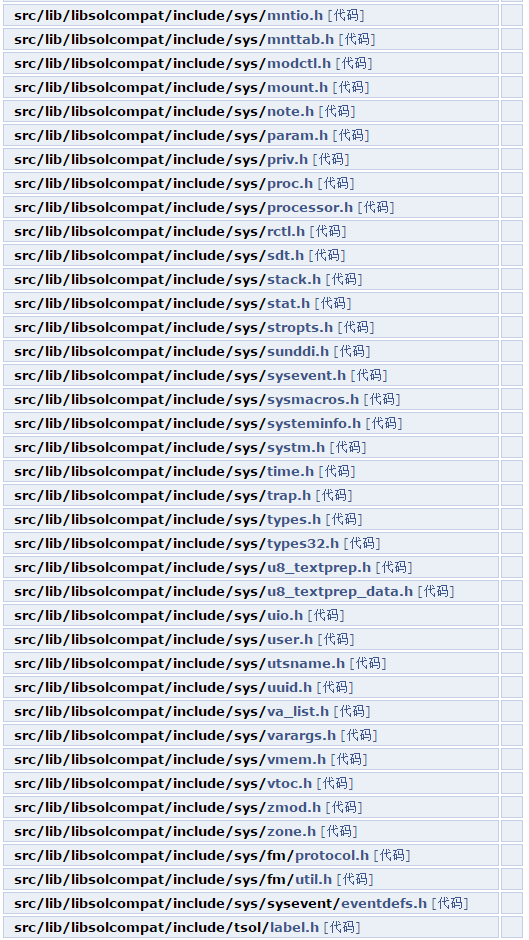 src/lib/libsolcompat/include/sys/mntio.h [代码]
src/lib/libsolcompat/include/sys/mnttab.h [代码]
src/lib/libsolcompat/include/sys/modctl.h [代码]
src/lib/libsolcompat/include/sys/mount.h [代码]
src/lib/libsolcompat/include/sys/note.h [代码]
src/lib/libsolcompat/include/sys/param.h [代码]
src/lib/libsolcompat/include/sys/priv.h [代码]
src/lib/libsolcompat/include/sys/proc.h [代码]
src/lib/libsolcompat/include/sys/processor.h [代码]
src/lib/libsolcompat/include/sys/rctl.h [代码]
src/lib/libsolcompat/include/sys/sdt.h [代码]
src/lib/libsolcompat/include/sys/stack.h [代码]
src/lib/libsolcompat/include/sys/stat.h [代码]
src/lib/libsolcompat/include/sys/stropts.h [代码]
src/lib/libsolcompat/include/sys/sunddi.h [代码]
src/lib/libsolcompat/include/sys/sysevent.h [代码]
src/lib/libsolcompat/include/sys/sysmacros.h [代码]
src/lib/libsolcompat/include/sys/systeminfo.h [代码]
src/lib/libsolcompat/include/sys/systm.h [代码]
src/lib/libsolcompat/include/sys/time.h [代码]
src/lib/libsolcompat/include/sys/trap.h [代码]
src/lib/libsolcompat/include/sys/types.h [代码]
src/lib/libsolcompat/include/sys/types32.h [代码]
src/lib/libsolcompat/include/sys/u8_textprep.h [代码]
src/lib/libsolcompat/include/sys/u8_textprep_data.h [代码]
src/lib/libsolcompat/include/sys/uio.h [代码]
src/lib/libsolcompat/include/sys/user.h [代码]
src/lib/libsolcompat/include/sys/utsname.h [代码]
src/lib/libsolcompat/include/sys/uuid.h [代码]
src/lib/libsolcompat/include/sys/va_list.h [代码]
src/lib/libsolcompat/include/sys/varargs.h [代码]
src/lib/libsolcompat/include/sys/vmem.h [代码]
src/lib/libsolcompat/include/sys/vtoc.h [代码]
src/lib/libsolcompat/include/sys/zmod.h [代码]
src/lib/libsolcompat/include/sys/zone.h [代码]
src/lib/libsolcompat/include/sys/fm/protocol.h [代码]
src/lib/libsolcompat/include/sys/fm/util.h [代码]
src/lib/libsolcompat/include/sys/sysevent/eventdefs.h [代码]
src/lib/libsolcompat/include/tsol/label.h [代码]